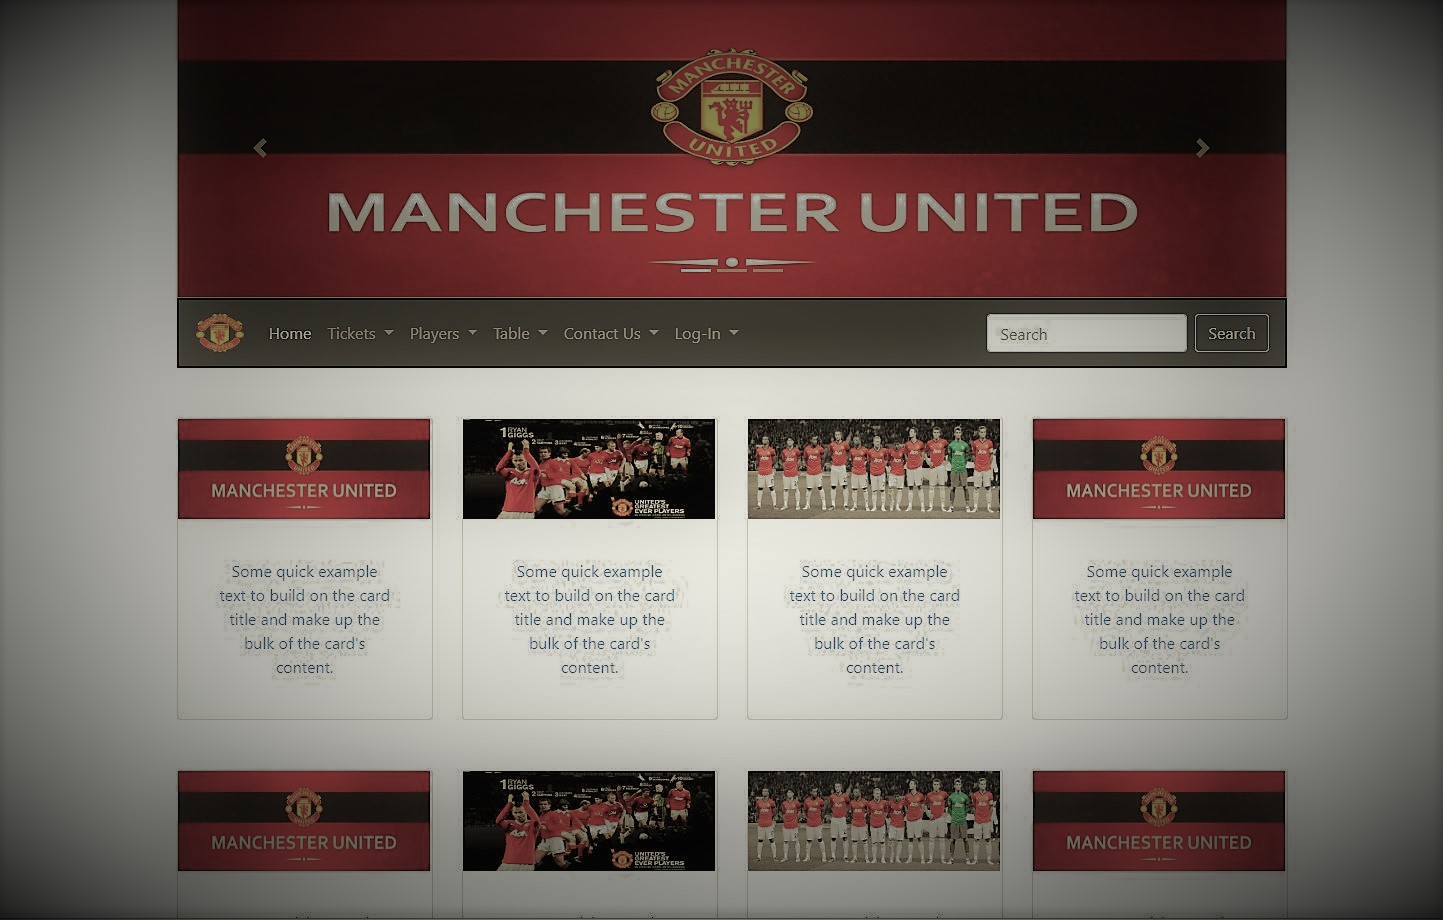 MANCHESTER
UNITED
MANCHESTER UNITED
Home Tickets Players Table Contact Us Log-In Search Search
MANCHESTER UNITED
1 RYAN
GIGGS
UNITED'S
GREATEST
EVER PLAYERS
MANCHESTER UNITED
Some quick example
text to build on the card
title and make up the
bulk of the card's
content.
Some quick example
text to build on the card
title and make up the
bulk of the card's
content.
Some quick example
text to build on the card
title and make up the
bulk of the card's
content.
Some quick example
text to build on the card
title and make up the
bulk of the card's
content.
MANCHESTER UNITED
1 RYAN
GIGGS
UNITED'S
GREATEST
EVER PLAYERS
MANCHESTER UNITED